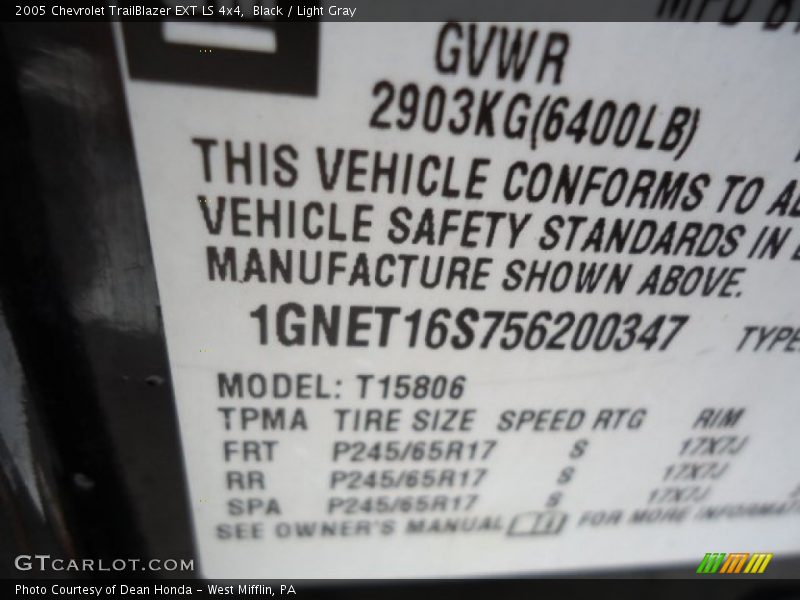 2005 Chevrolet TrailBlazer EXT LS 4x4, Black / Light Gray
MFD
GVWR
2903KG(6400LB)
THIS VEHICLE CONFORMS TO
VEHICLE SAFETY STANDARDS IN
MANUFACTURE SHOWN ABOVE.
1GNET16S756200347 TYPE
MODEL: T15806
TPMA TIRE SIZE SPEED RTG RIM
FRT P245/65R17 S 17X7J
RR P245/65R17 S 17X7J
SPA P245/65R17 S 17X7J
SEE OWNER'S MANUAL FOR MORE
GTCARLOT.COM
Photo Courtesy of Dean Honda - West Mifflin, PA